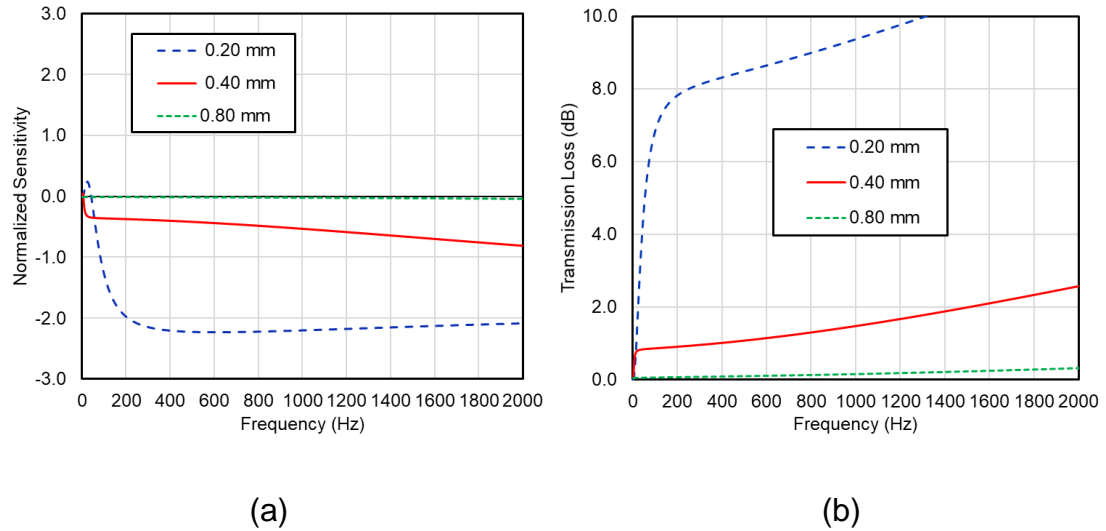 3.0
2.0
1.0
0.0
-1.0
-2.0
-3.0
Normalized Sensitivity
0.20 mm
0.40 mm
0.80 mm
0 200 400 600 800 1000 1200 1400 1600 1800 2000
Frequency (Hz)
(a)
10.0
8.0
6.0
4.0
2.0
0.0
Transmission Loss (dB)
0.20 mm
0.40 mm
0.80 mm
0 200 400 600 800 1000 1200 1400 1600 1800 2000
Frequency (Hz)
(b)